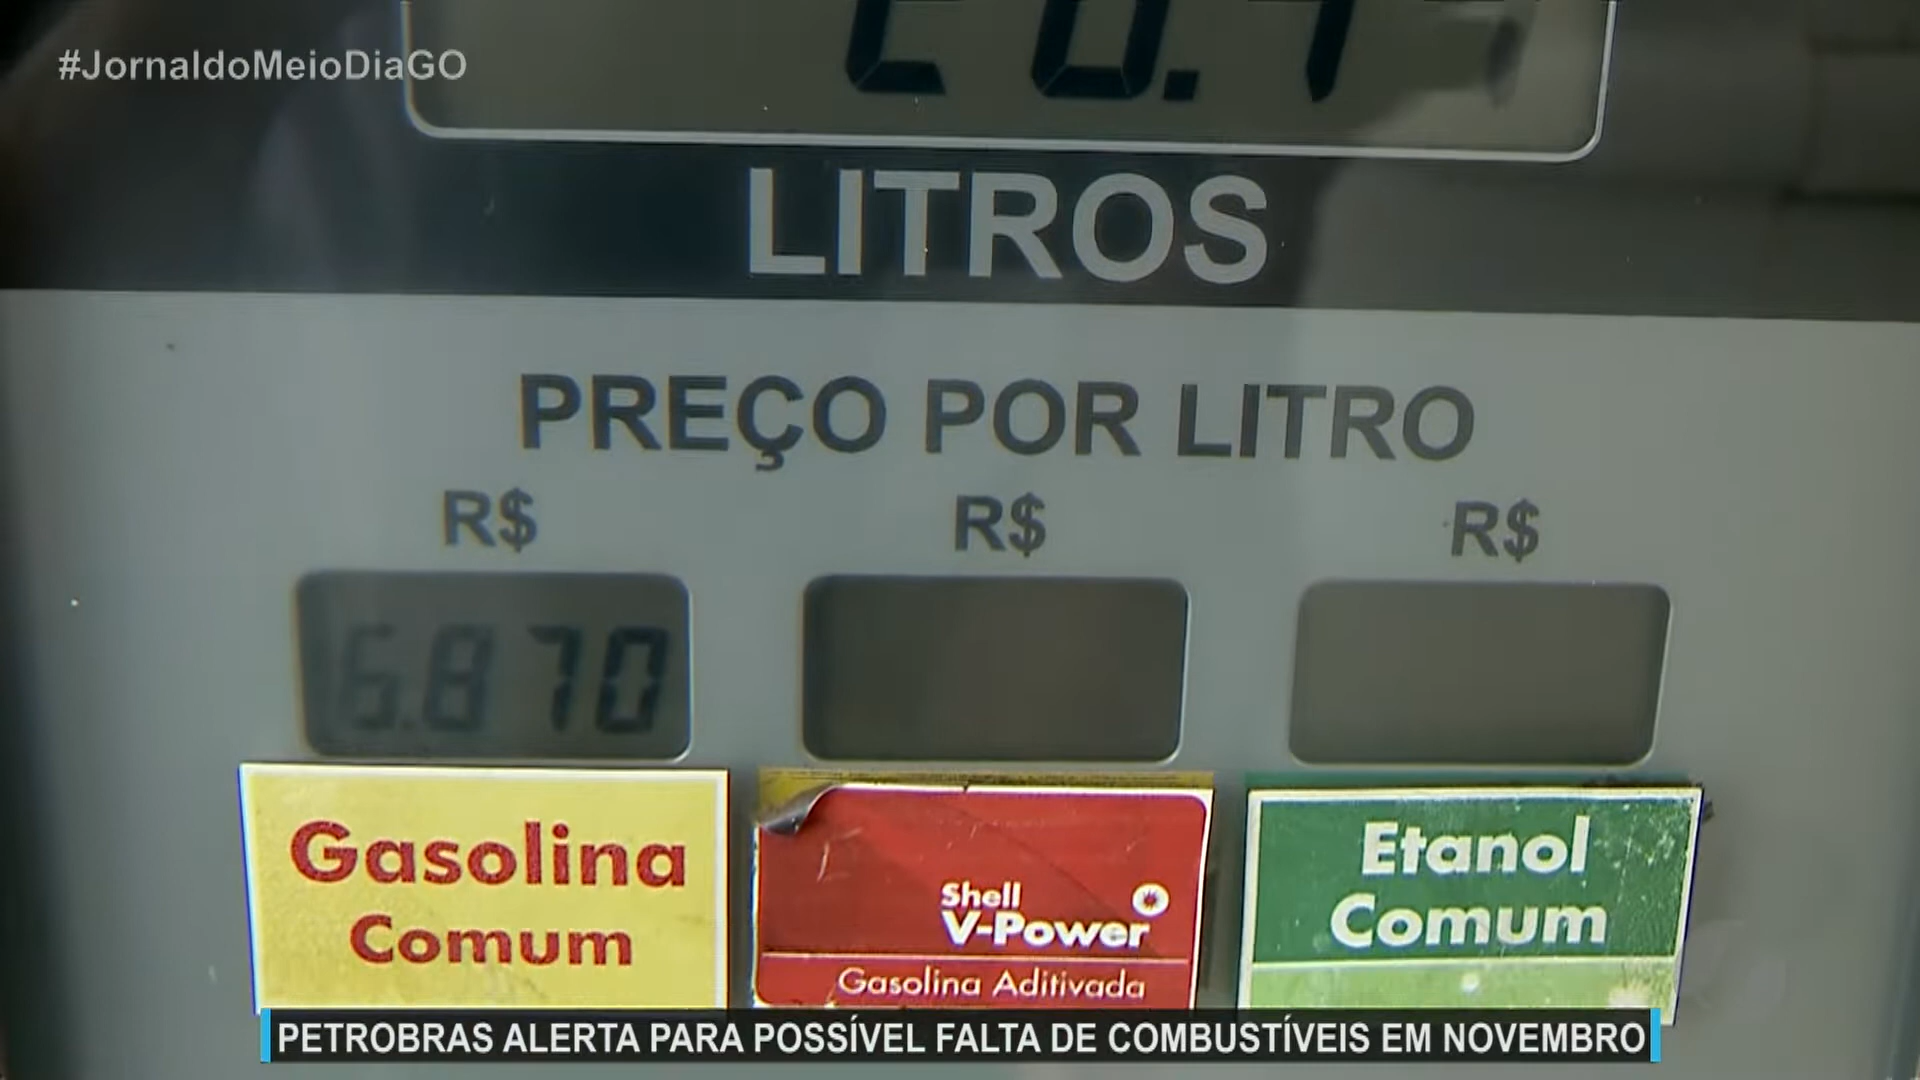 #JornaldoMeioDiaGO
LITROS
PREÇO POR LITRO
R$ R$ R$
6.870
Gasolina
Comum
Shell
V-Power
Gasolina Aditivada
Etanol
Comum
PETROBRAS ALERTA PARA POSSÍVEL FALTA DE COMBUSTÍVEIS EM NOVEMBRO